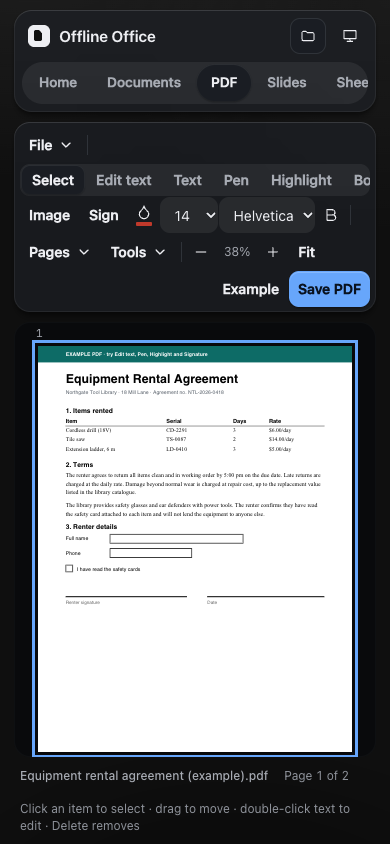 Offline Office
Home Documents PDF Slides Shee
File
Select Edit text Text Pen Highlight Bo
Image Sign 14 Helvetica B
Pages Tools − 38% + Fit
Example Save PDF
1
EXAMPLE PDF · try Edit text, Pen, Highlight and Signature
Equipment Rental Agreement
Northgate Tool Library · 18 Mill Lane · Agreement no. NTL-2026-0418
1. Items rented
Item Serial Days Rate
Cordless drill (18V) CD-2291 3 $6.00/day
Tile saw TS-0087 2 $14.00/day
Extension ladder, 6 m LD-0410 3 $5.00/day
2. Terms
The renter agrees to return all items clean and in working order by 5:00 pm on the due date. Late returns are
charged at the daily rate. Damage beyond normal wear is charged at repair cost, up to the replacement value
listed in the library catalogue.
The library provides safety glasses and ear defenders with power tools. The renter confirms they have read
the safety card attached to each item and will not lend the equipment to anyone else.
3. Renter details
Full name
Phone
I have read the safety cards
Renter signature Date
Equipment rental agreement (example).pdf Page 1 of 2
Click an item to select · drag to move · double-click text to
edit · Delete removes